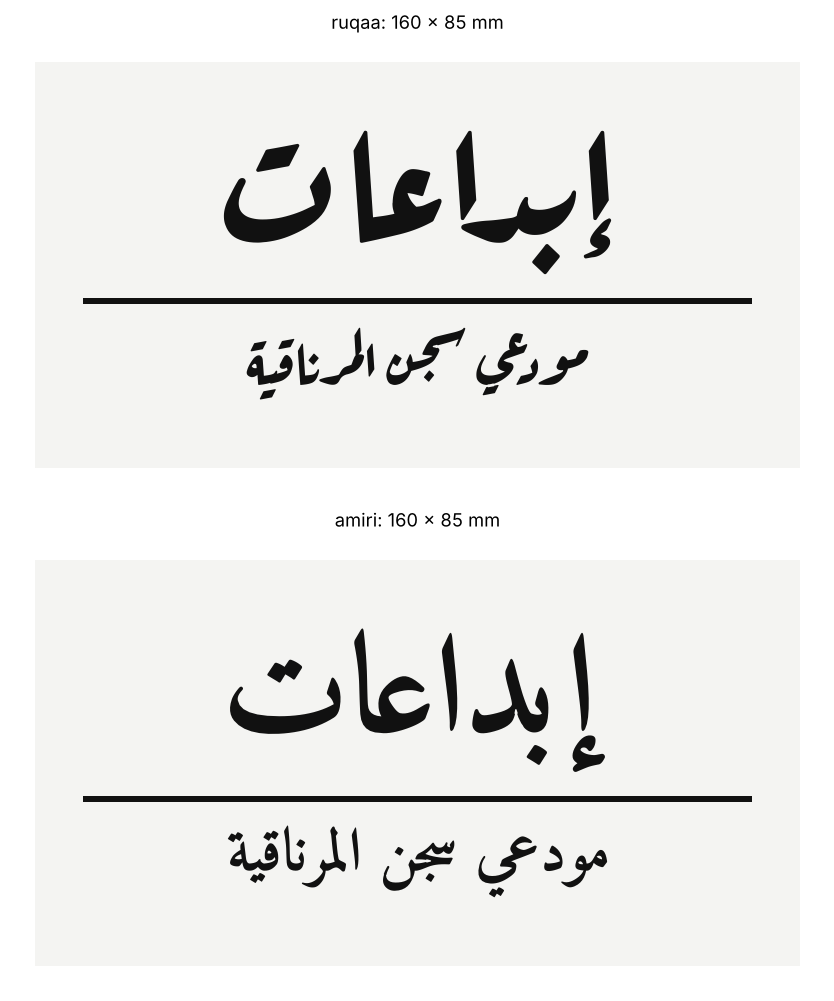 ruqaa: 160 × 85 mm
إبداعات
مودعي سجن المرناقية
amiri: 160 × 85 mm
إبداعات
مودعي سجن المرناقية